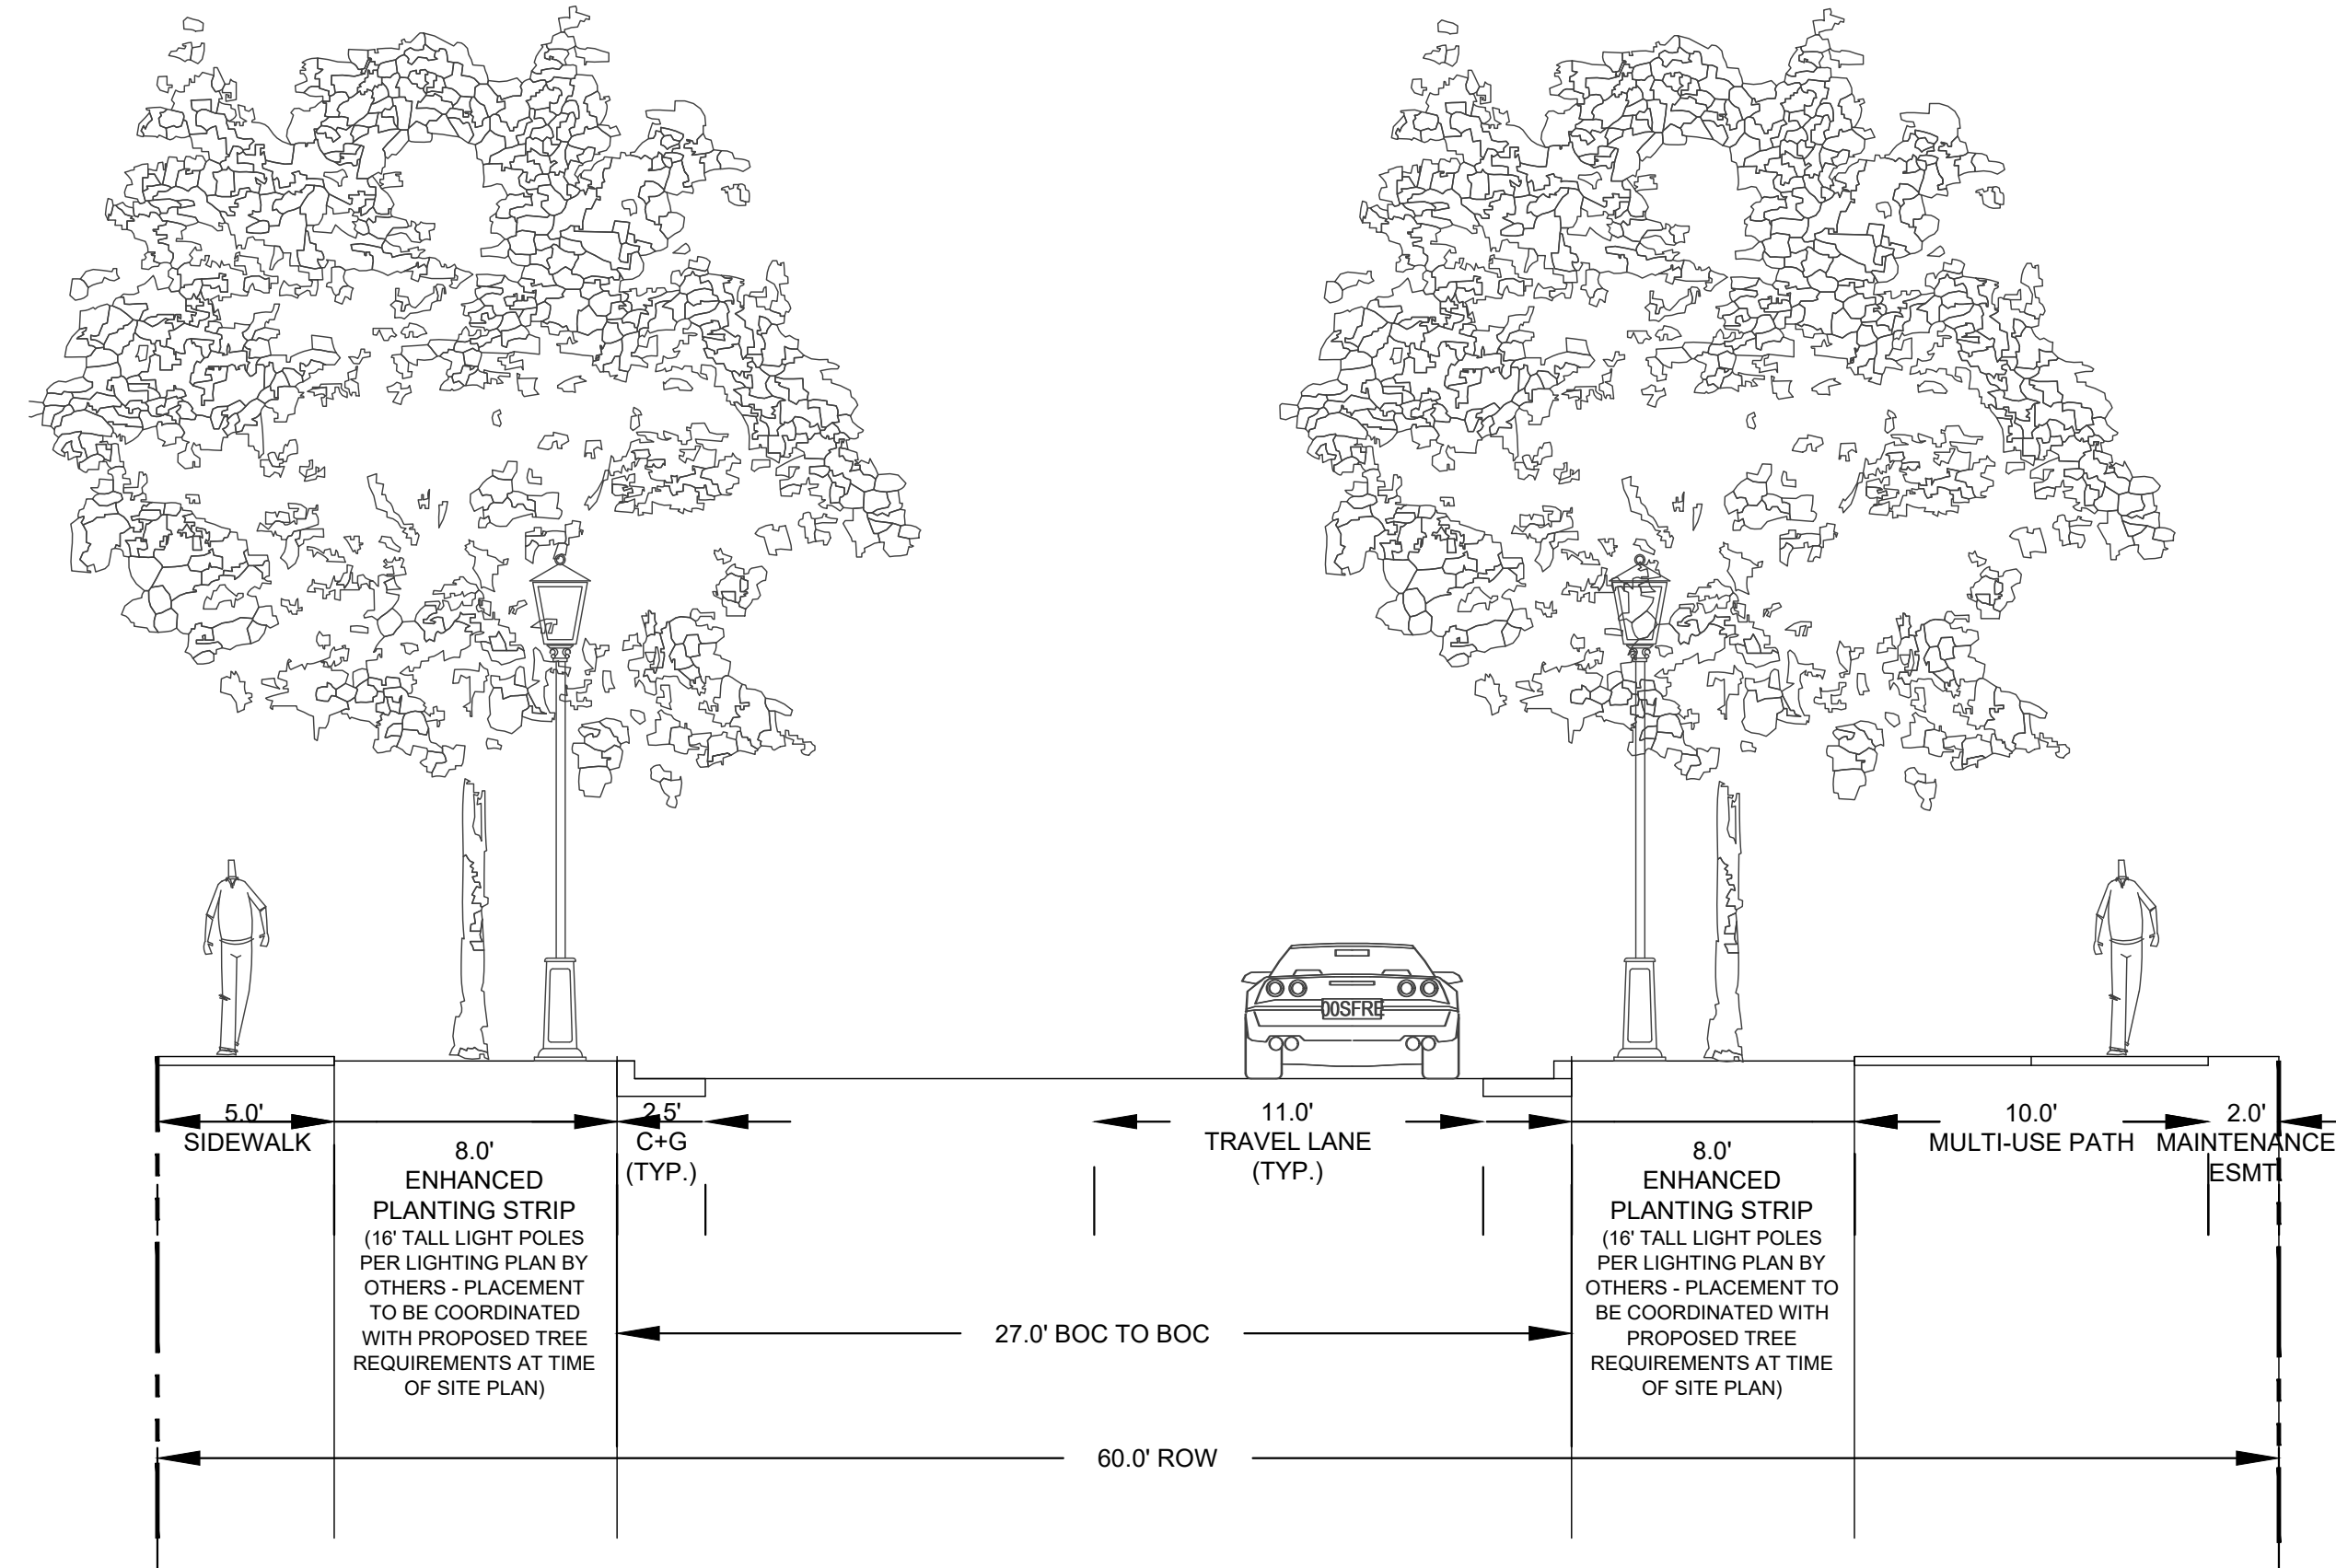 00SFRE
5.0'
SIDEWALK
8.0'
ENHANCED
PLANTING STRIP
(16' TALL LIGHT POLES
PER LIGHTING PLAN BY
OTHERS - PLACEMENT
TO BE COORDINATED
WITH PROPOSED TREE
REQUIREMENTS AT TIME
OF SITE PLAN)
2.5'
C+G
(TYP.)
11.0'
TRAVEL LANE
(TYP.)
8.0'
ENHANCED
PLANTING STRIP
(16' TALL LIGHT POLES
PER LIGHTING PLAN BY
OTHERS - PLACEMENT TO
BE COORDINATED WITH
PROPOSED TREE
REQUIREMENTS AT TIME
OF SITE PLAN)
10.0'
MULTI-USE PATH
2.0'
MAINTENANCE
ESMT
27.0' BOC TO BOC
60.0' ROW